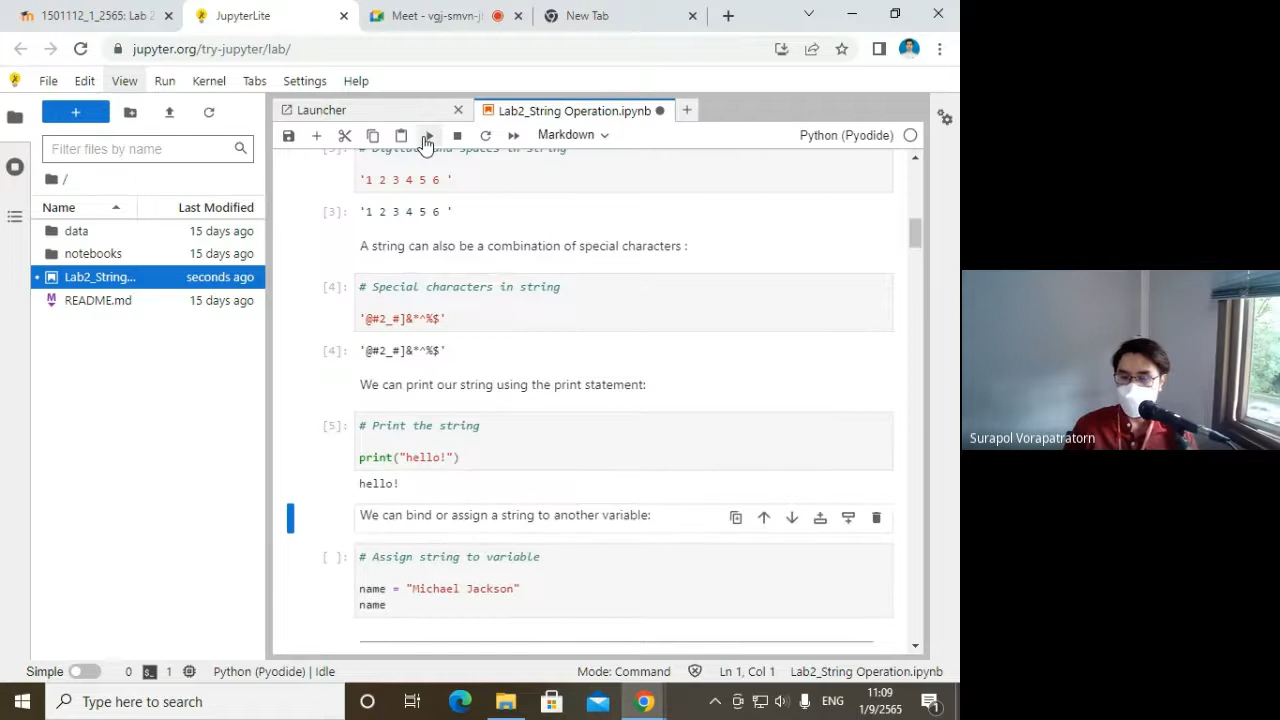 1501112_1_2565: Lab 2
JupyterLite
Meet - vgj-smvn-j
New Tab
jupyter.org/try-jupyter/lab/
File Edit View Run Kernel Tabs Settings Help
Launcher
Lab2_String Operation.ipynb
Markdown
Python (Pyodide)
Filter files by name
/
Name Last Modified
data 15 days ago
notebooks 15 days ago
Lab2_String... seconds ago
README.md 15 days ago
'1 2 3 4 5 6 '
[3]: '1 2 3 4 5 6 '
A string can also be a combination of special characters :
[4]: # Special characters in string
'@#2_#]&*^%$'
[4]: '@#2_#]&*^%$'
We can print our string using the print statement:
[5]: # Print the string
print("hello!")
hello!
We can bind or assign a string to another variable:
[ ]: # Assign string to variable
name = "Michael Jackson"
name
Simple 0 1 Python (Pyodide) | Idle Mode: Command Ln 1, Col 1 Lab2_String Operation.ipynb
Type here to search
ENG
11:09
1/9/2565
1
Surapol Vorapatratorn